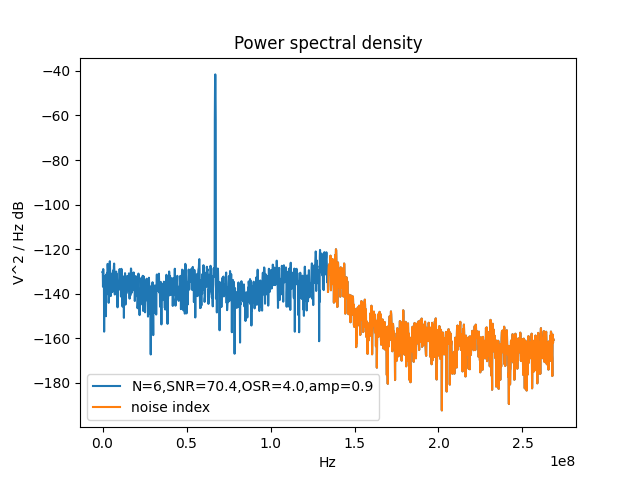 Power spectral density
V^2 / Hz dB
−40
−60
−80
−100
−120
−140
−160
−180
N=6,SNR=70.4,OSR=4.0,amp=0.9
noise index
0.0 0.5 1.0 1.5 2.0 2.5
1e8
Hz